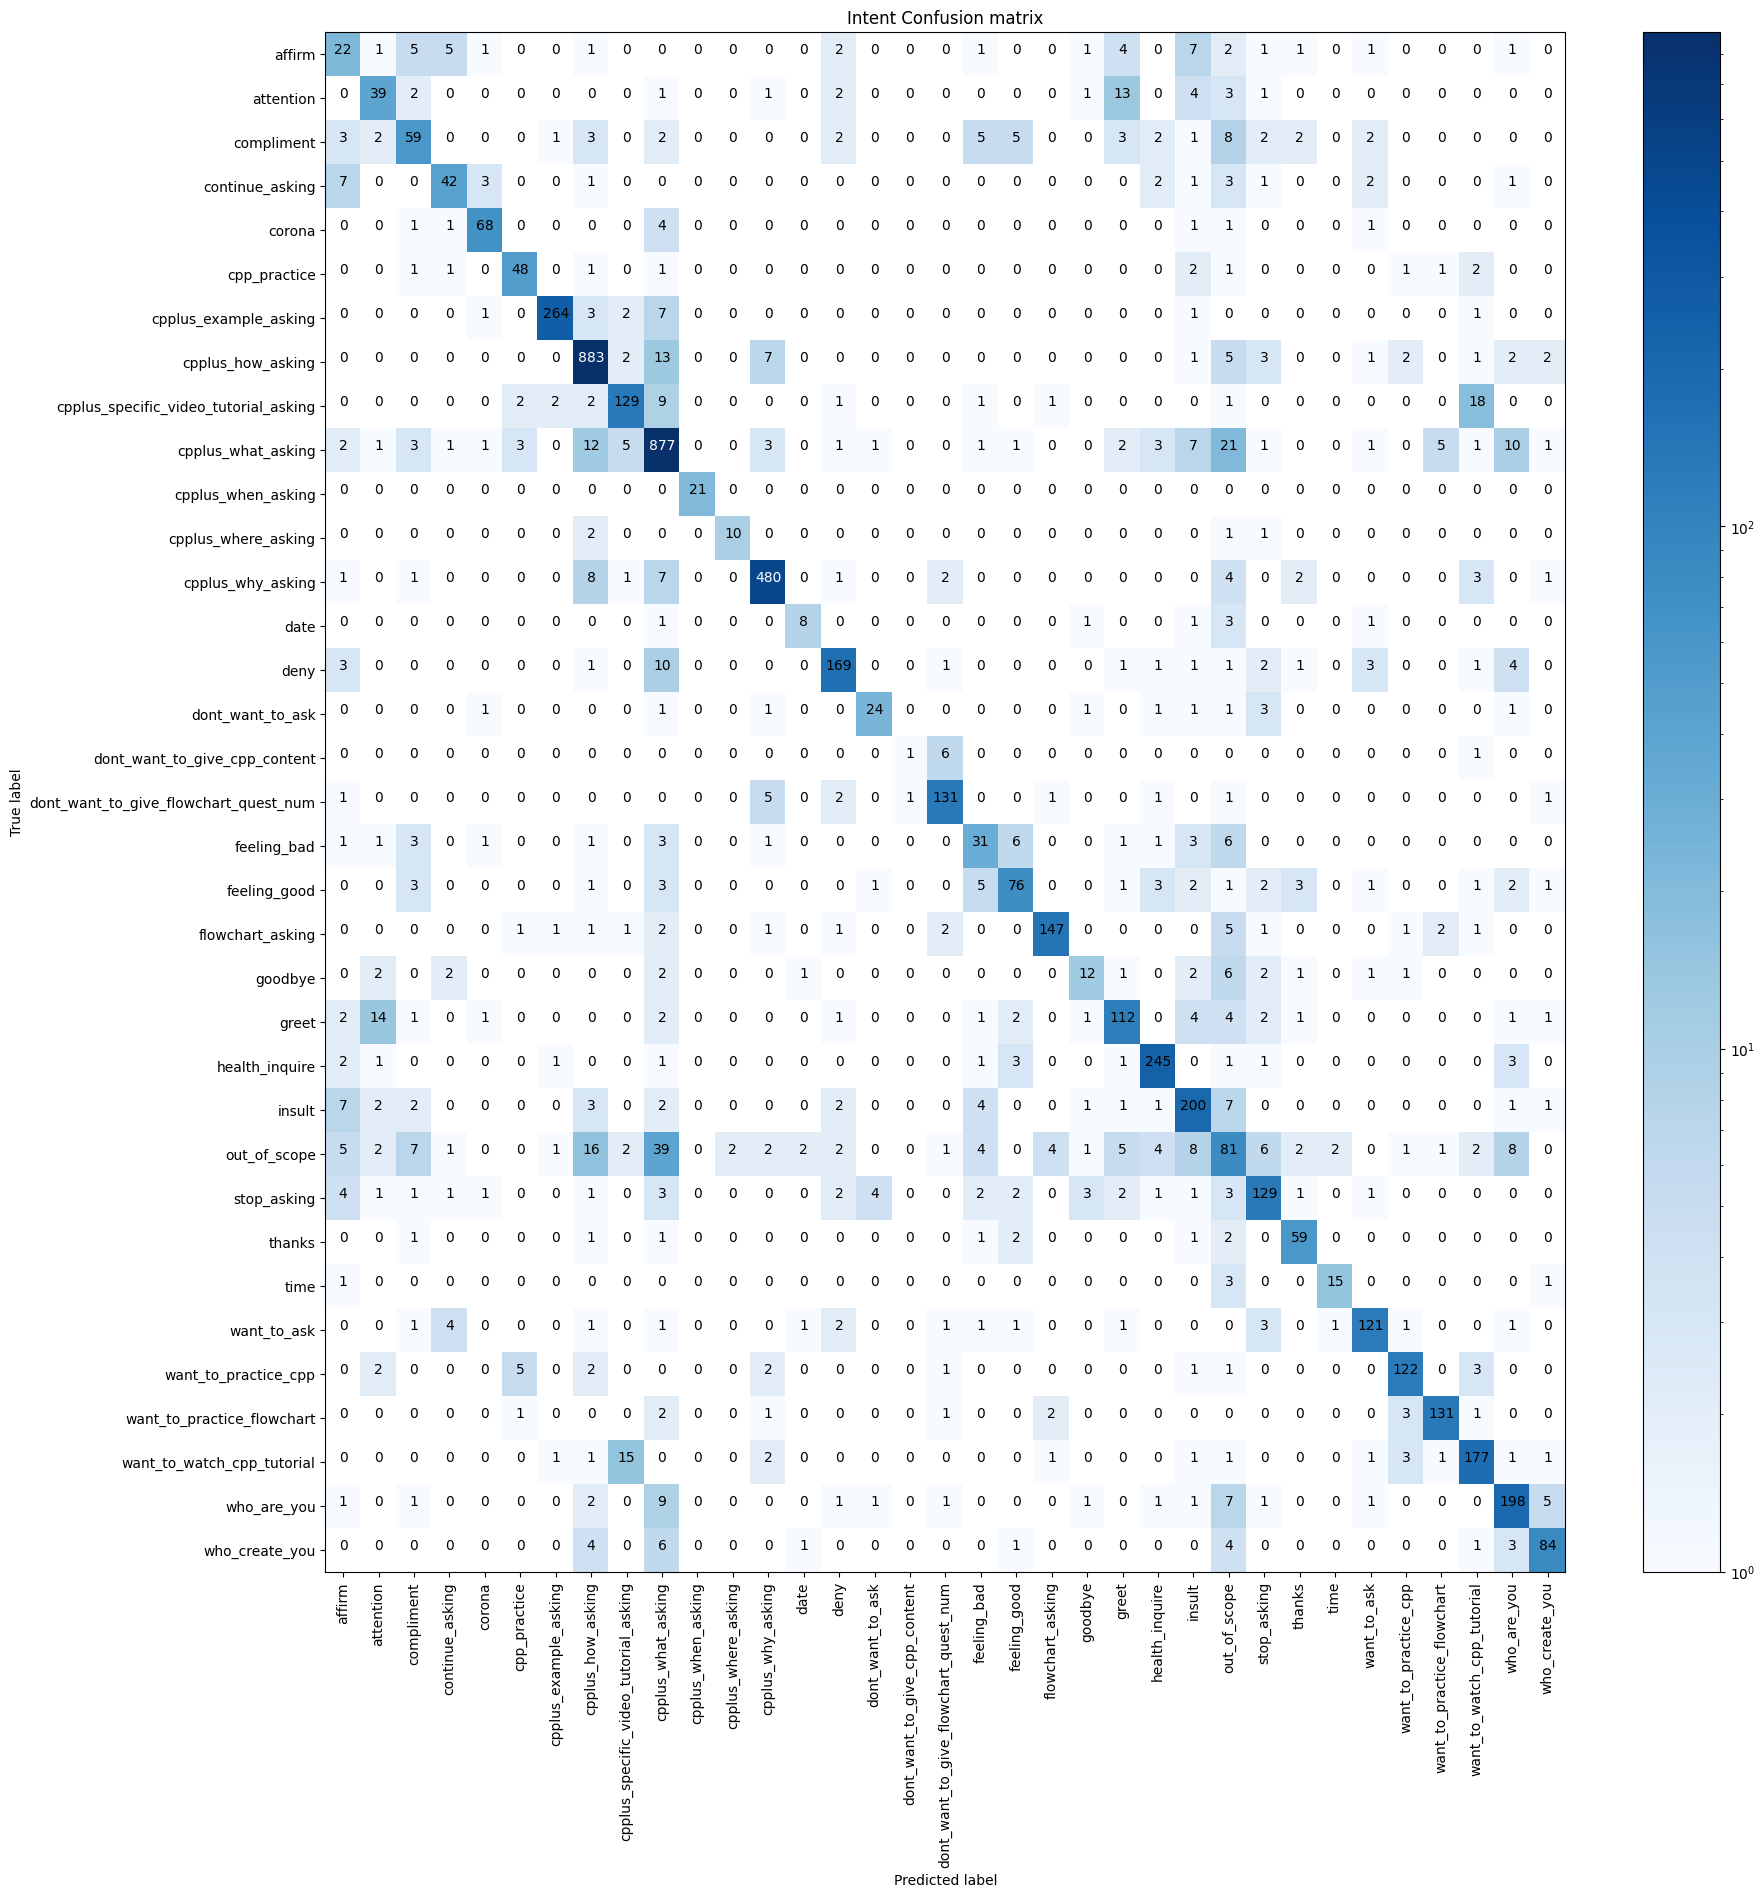 Intent Confusion matrix
affirm 22 1 5 5 1 0 0 1 0 0 0 0 0 0 2 0 0 0 1 0 0 1 4 0 7 2 1 1 0 1 0 0 0 1 0
attention 0 39 2 0 0 0 0 0 0 1 0 0 1 0 2 0 0 0 0 0 0 1 13 0 4 3 1 0 0 0 0 0 0 0 0
compliment 3 2 59 0 0 0 1 3 0 2 0 0 0 0 2 0 0 0 5 5 0 0 3 2 1 8 2 2 0 2 0 0 0 0 0
continue_asking 7 0 0 42 3 0 0 1 0 0 0 0 0 0 0 0 0 0 0 0 0 0 0 2 1 3 1 0 0 2 0 0 0 1 0
corona 0 0 1 1 68 0 0 0 0 4 0 0 0 0 0 0 0 0 0 0 0 0 0 0 1 1 0 0 0 1 0 0 0 0 0
cpp_practice 0 0 1 1 0 48 0 1 0 1 0 0 0 0 0 0 0 0 0 0 0 0 0 0 2 1 0 0 0 0 1 1 2 0 0
cpplus_example_asking 0 0 0 0 1 0 264 3 2 7 0 0 0 0 0 0 0 0 0 0 0 0 0 0 1 0 0 0 0 0 0 0 1 0 0
cpplus_how_asking 0 0 0 0 0 0 0 883 2 13 0 0 7 0 0 0 0 0 0 0 0 0 0 0 1 5 3 0 0 1 2 0 1 2 2
cpplus_specific_video_tutorial_asking 0 0 0 0 0 2 2 2 129 9 0 0 0 0 1 0 0 0 1 0 1 0 0 0 0 1 0 0 0 0 0 0 18 0 0
cpplus_what_asking 2 1 3 1 1 3 0 12 5 877 0 0 3 0 1 1 0 0 1 1 0 0 2 3 7 21 1 0 0 1 0 5 1 10 1
cpplus_when_asking 0 0 0 0 0 0 0 0 0 0 21 0 0 0 0 0 0 0 0 0 0 0 0 0 0 0 0 0 0 0 0 0 0 0 0
cpplus_where_asking 0 0 0 0 0 0 0 2 0 0 0 10 0 0 0 0 0 0 0 0 0 0 0 0 0 1 1 0 0 0 0 0 0 0 0
cpplus_why_asking 1 0 1 0 0 0 0 8 1 7 0 0 480 0 1 0 0 2 0 0 0 0 0 0 0 4 0 2 0 0 0 0 3 0 1
date 0 0 0 0 0 0 0 0 0 1 0 0 0 8 0 0 0 0 0 0 0 1 0 0 1 3 0 0 0 1 0 0 0 0 0
deny 3 0 0 0 0 0 0 1 0 10 0 0 0 0 169 0 0 1 0 0 0 0 1 1 1 1 2 1 0 3 0 0 1 4 0
dont_want_to_ask 0 0 0 0 1 0 0 0 0 1 0 0 1 0 0 24 0 0 0 0 0 1 0 1 1 1 3 0 0 0 0 0 0 1 0
dont_want_to_give_cpp_content 0 0 0 0 0 0 0 0 0 0 0 0 0 0 0 0 1 6 0 0 0 0 0 0 0 0 0 0 0 0 0 0 1 0 0
dont_want_to_give_flowchart_quest_num 1 0 0 0 0 0 0 0 0 0 0 0 5 0 2 0 1 131 0 0 1 0 0 1 0 1 0 0 0 0 0 0 0 0 1
feeling_bad 1 1 3 0 1 0 0 1 0 3 0 0 1 0 0 0 0 0 31 6 0 0 1 1 3 6 0 0 0 0 0 0 0 0 0
feeling_good 0 0 3 0 0 0 0 1 0 3 0 0 0 0 0 1 0 0 5 76 0 0 1 3 2 1 2 3 0 1 0 0 1 2 1
flowchart_asking 0 0 0 0 0 1 1 1 1 2 0 0 1 0 1 0 0 2 0 0 147 0 0 0 0 5 1 0 0 0 1 2 1 0 0
goodbye 0 2 0 2 0 0 0 0 0 2 0 0 0 1 0 0 0 0 0 0 0 12 1 0 2 6 2 1 0 1 1 0 0 0 0
greet 2 14 1 0 1 0 0 0 0 2 0 0 0 0 1 0 0 0 1 2 0 1 112 0 4 4 2 1 0 0 0 0 0 1 1
health_inquire 2 1 0 0 0 0 1 0 0 1 0 0 0 0 0 0 0 0 1 3 0 0 1 245 0 1 1 0 0 0 0 0 0 3 0
insult 7 2 2 0 0 0 0 3 0 2 0 0 0 0 2 0 0 0 4 0 0 1 1 1 200 7 0 0 0 0 0 0 0 1 1
out_of_scope 5 2 7 1 0 0 1 16 2 39 0 2 2 2 2 0 0 1 4 0 4 1 5 4 8 81 6 2 2 0 1 1 2 8 0
stop_asking 4 1 1 1 1 0 0 1 0 3 0 0 0 0 2 4 0 0 2 2 0 3 2 1 1 3 129 1 0 1 0 0 0 0 0
thanks 0 0 1 0 0 0 0 1 0 1 0 0 0 0 0 0 0 0 1 2 0 0 0 0 1 2 0 59 0 0 0 0 0 0 0
time 1 0 0 0 0 0 0 0 0 0 0 0 0 0 0 0 0 0 0 0 0 0 0 0 0 3 0 0 15 0 0 0 0 0 1
want_to_ask 0 0 1 4 0 0 0 1 0 1 0 0 0 1 2 0 0 1 1 1 0 0 1 0 0 0 3 0 1 121 1 0 0 1 0
want_to_practice_cpp 0 2 0 0 0 5 0 2 0 0 0 0 2 0 0 0 0 1 0 0 0 0 0 0 1 1 0 0 0 0 122 0 3 0 0
want_to_practice_flowchart 0 0 0 0 0 1 0 0 0 2 0 0 1 0 0 0 0 1 0 0 2 0 0 0 0 0 0 0 0 0 3 131 1 0 0
want_to_watch_cpp_tutorial 0 0 0 0 0 0 1 1 15 0 0 0 2 0 0 0 0 0 0 0 1 0 0 0 1 1 0 0 0 1 3 1 177 1 1
who_are_you 1 0 1 0 0 0 0 2 0 9 0 0 0 0 1 1 0 1 0 0 0 1 0 1 1 7 1 0 0 1 0 0 0 198 5
who_create_you 0 0 0 0 0 0 0 4 0 6 0 0 0 1 0 0 0 0 0 1 0 0 0 0 0 4 0 0 0 0 0 0 1 3 84
True label
affirm
attention
compliment
continue_asking
corona
cpp_practice
cpplus_example_asking
cpplus_how_asking
cpplus_specific_video_tutorial_asking
cpplus_what_asking
cpplus_when_asking
cpplus_where_asking
cpplus_why_asking
date
deny
dont_want_to_ask
dont_want_to_give_cpp_content
dont_want_to_give_flowchart_quest_num
feeling_bad
feeling_good
flowchart_asking
goodbye
greet
health_inquire
insult
out_of_scope
stop_asking
thanks
time
want_to_ask
want_to_practice_cpp
want_to_practice_flowchart
want_to_watch_cpp_tutorial
who_are_you
who_create_you
Predicted label
10²
10¹
10⁰